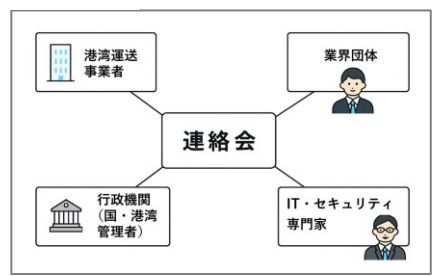 港湾運送
事業者
業界団体
連絡会
行政機関
（国・港湾
管理者）
IT・セキュリティ
専門家